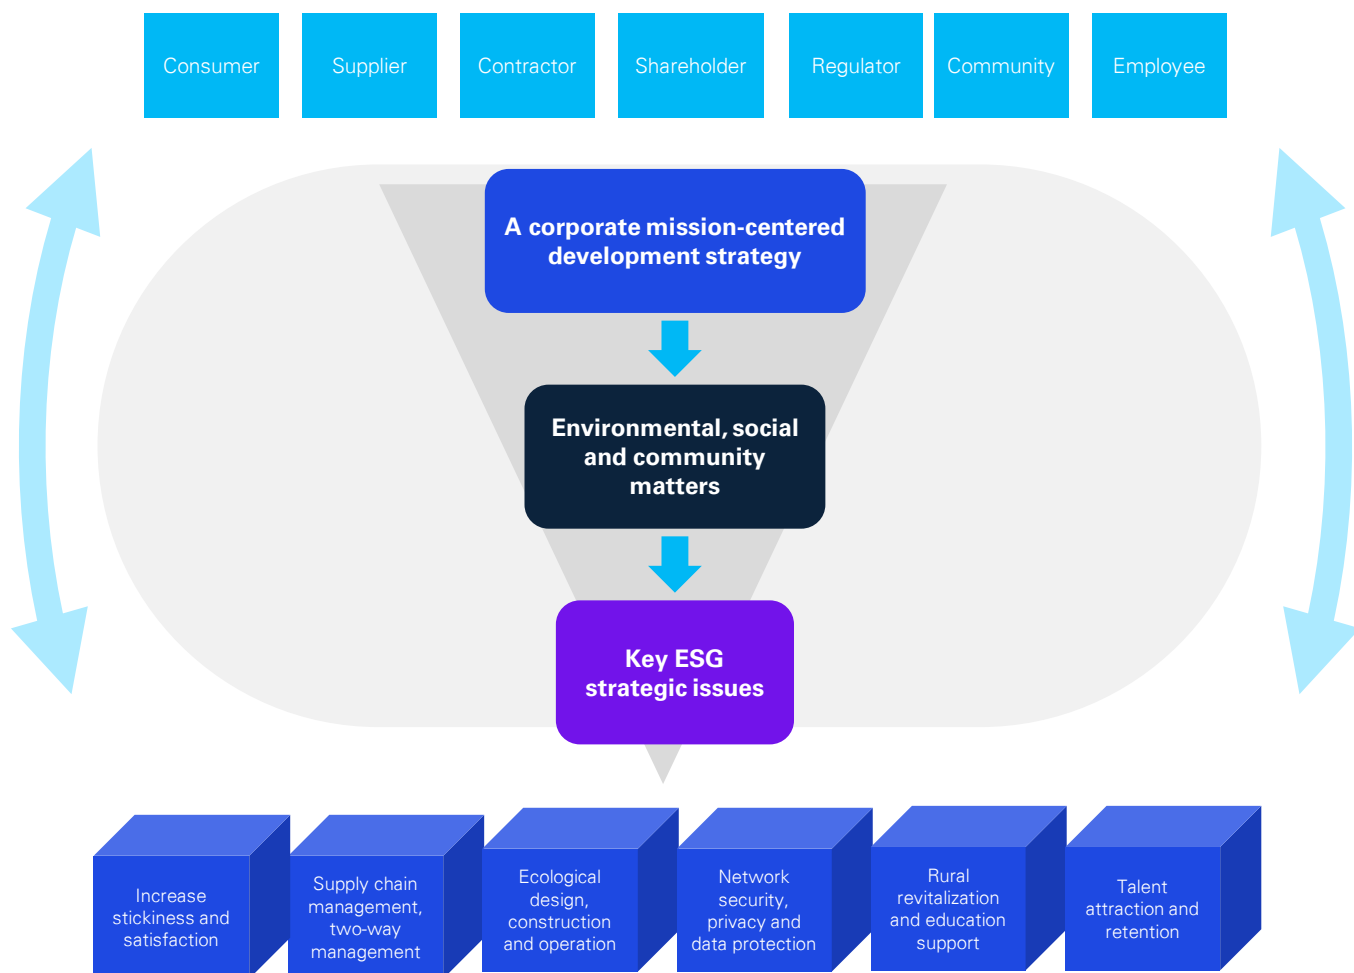 Consumer
Supplier
Contractor
Shareholder
Regulator
Community
Employee
A corporate mission-centered
development strategy
Environmental, social
and community
matters
Key ESG
strategic issues
Increase
stickiness and
satisfaction
Supply chain
management,
two-way
management
Ecological
design,
construction
and operation
Network
security,
privacy and
data protection
Rural
revitalization
and education
support
Talent
attraction and
retention